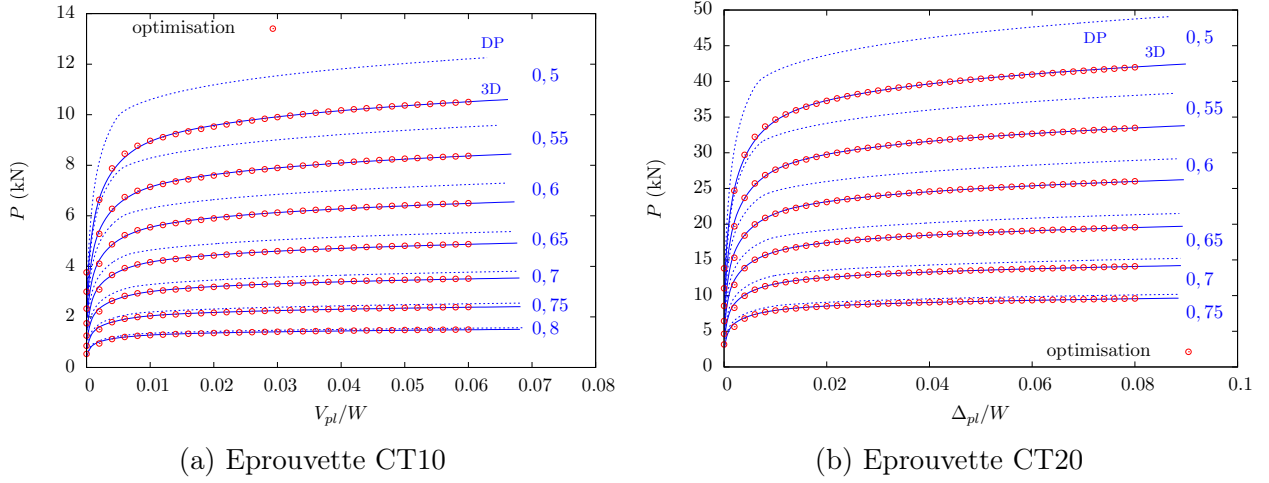 optimisation
DP
3D
0, 5
0, 55
0, 6
0, 65
0, 7
0, 75
0, 8
P (kN)
14
12
10
8
6
4
2
0
0 0.01 0.02 0.03 0.04 0.05 0.06 0.07 0.08
V_{pl}/W
(a) Eprouvette CT10
DP
3D
0, 5
0, 55
0, 6
0, 65
0, 7
0, 75
optimisation
P (kN)
50
45
40
35
30
25
20
15
10
5
0
0 0.02 0.04 0.06 0.08 0.1
Δ_{pl}/W
(b) Eprouvette CT20